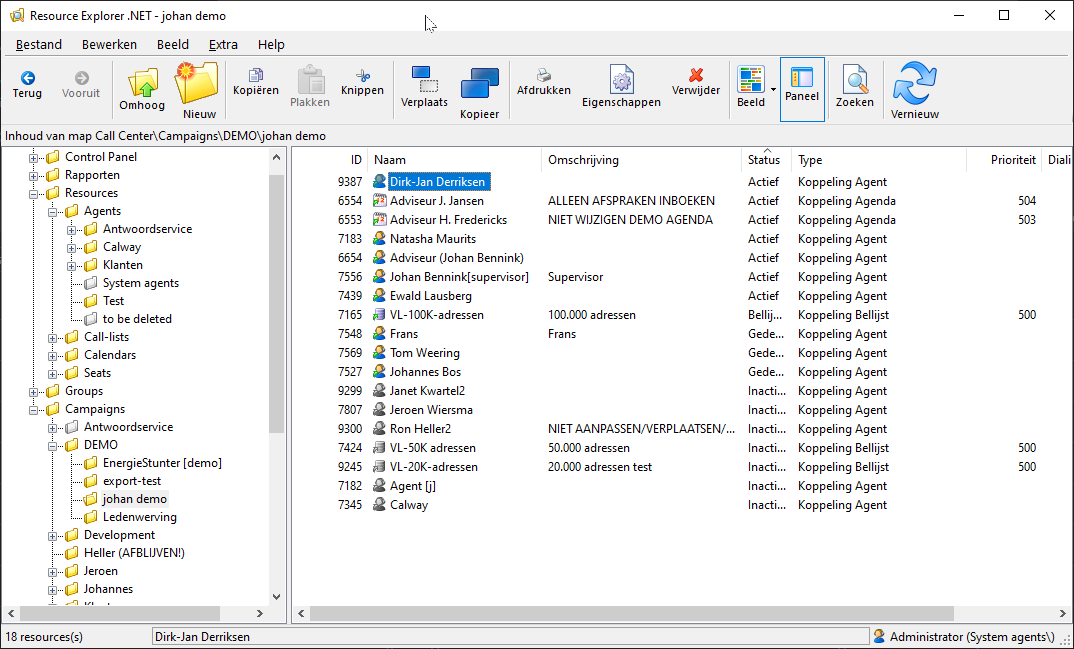 Resource Explorer .NET - johan demo
Bestand Bewerken Beeld Extra Help
Terug Vooruit Omhoog Nieuw Kopiëren Plakken Knippen Verplaats Kopieer Afdrukken Eigenschappen Verwijder Beeld Paneel Zoeken Vernieuw
Inhoud van map Call Center\Campaigns\DEMO\johan demo
Control Panel
Rapporten
Resources
Agents
Antwoordservice
Calway
Klanten
System agents
Test
to be deleted
Call-lists
Calendars
Seats
Groups
Campaigns
Antwoordservice
DEMO
EnergieStunter [demo]
export-test
johan demo
Ledenwerving
Development
Heller (AFBLIJVEN!)
Jeroen
Johannes
ID Naam Omschrijving Status Type Prioriteit Diali
9387 Dirk-Jan Derriksen Actief Koppeling Agent
6554 Adviseur J. Jansen ALLEEN AFSPRAKEN INBOEKEN Actief Koppeling Agenda 504
6553 Adviseur H. Fredericks NIET WIJZIGEN DEMO AGENDA Actief Koppeling Agenda 503
7183 Natasha Maurits Actief Koppeling Agent
6654 Adviseur (Johan Bennink) Actief Koppeling Agent
7556 Johan Bennink[supervisor] Supervisor Actief Koppeling Agent
7439 Ewald Lausberg Actief Koppeling Agent
7165 VL-100K-adressen 100.000 adressen Bellij... Koppeling Bellijst 500
7548 Frans Frans Gede... Koppeling Agent
7569 Tom Weering Gede... Koppeling Agent
7527 Johannes Bos Gede... Koppeling Agent
9299 Janet Kwartel2 Inacti... Koppeling Agent
7807 Jeroen Wiersma Inacti... Koppeling Agent
9300 Ron Heller2 NIET AANPASSEN/VERPLAATSEN/... Inacti... Koppeling Agent
7424 VL-50K adressen 50.000 adressen Inacti... Koppeling Bellijst 500
9245 VL-20K-adressen 20.000 adressen test Inacti... Koppeling Bellijst 500
7182 Agent [j] Inacti... Koppeling Agent
7345 Calway Inacti... Koppeling Agent
18 resources(s) Dirk-Jan Derriksen Administrator (System agents\)